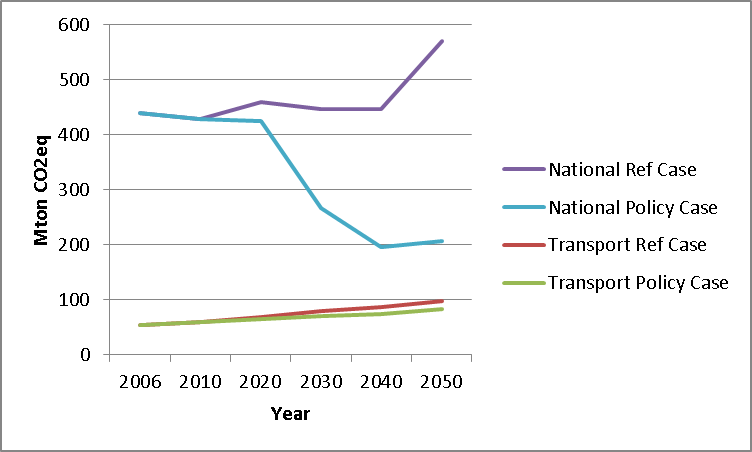 600
500
400
300
200
100
0
Mton CO2eq
2006 2010 2020 2030 2040 2050
Year
National Ref Case
National Policy Case
Transport Ref Case
Transport Policy Case